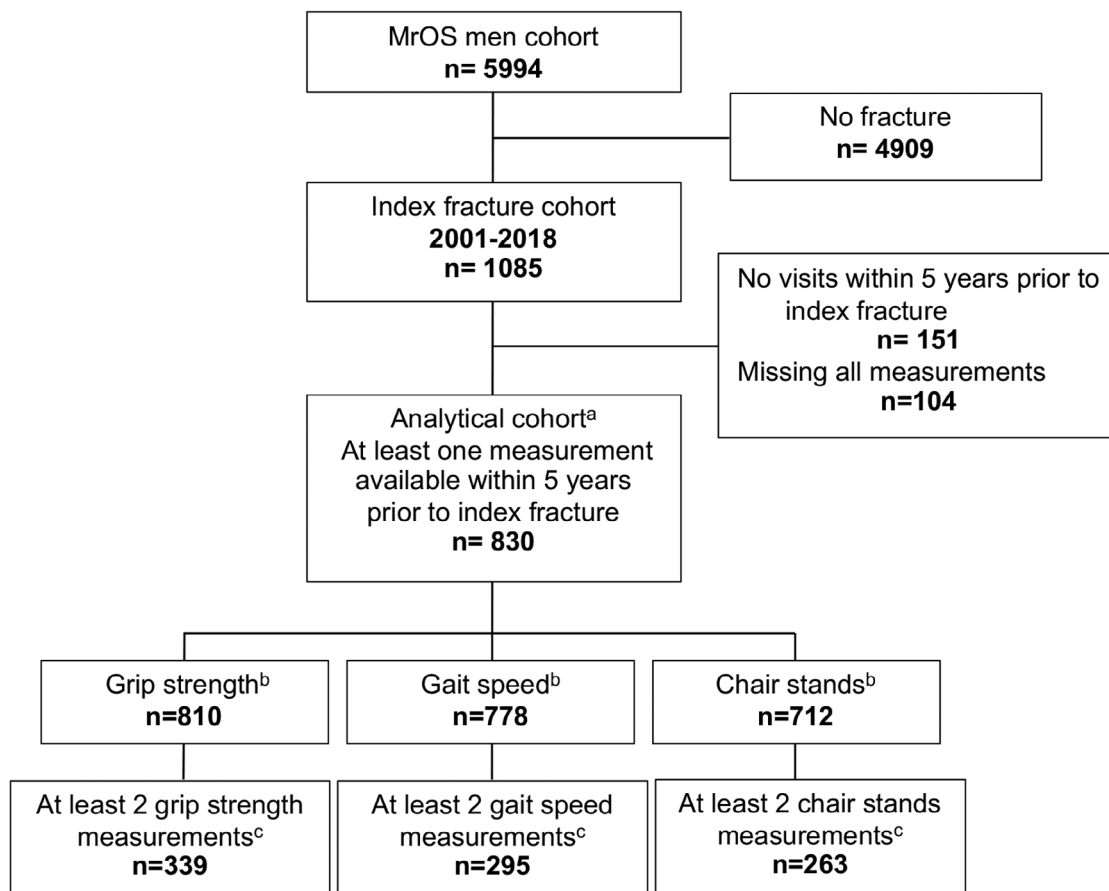 MrOS men cohort
n= 5994
No fracture
n= 4909
Index fracture cohort
2001-2018
n= 1085
No visits within 5 years prior to
index fracture
n= 151
Missing all measurements
n=104
Analytical cohortᵃ
At least one measurement
available within 5 years
prior to index fracture
n= 830
Grip strengthᵇ
n=810
Gait speedᵇ
n=778
Chair standsᵇ
n=712
At least 2 grip strength
measurementsᶜ
n=339
At least 2 gait speed
measurementsᶜ
n=295
At least 2 chair stands
measurementsᶜ
n=263